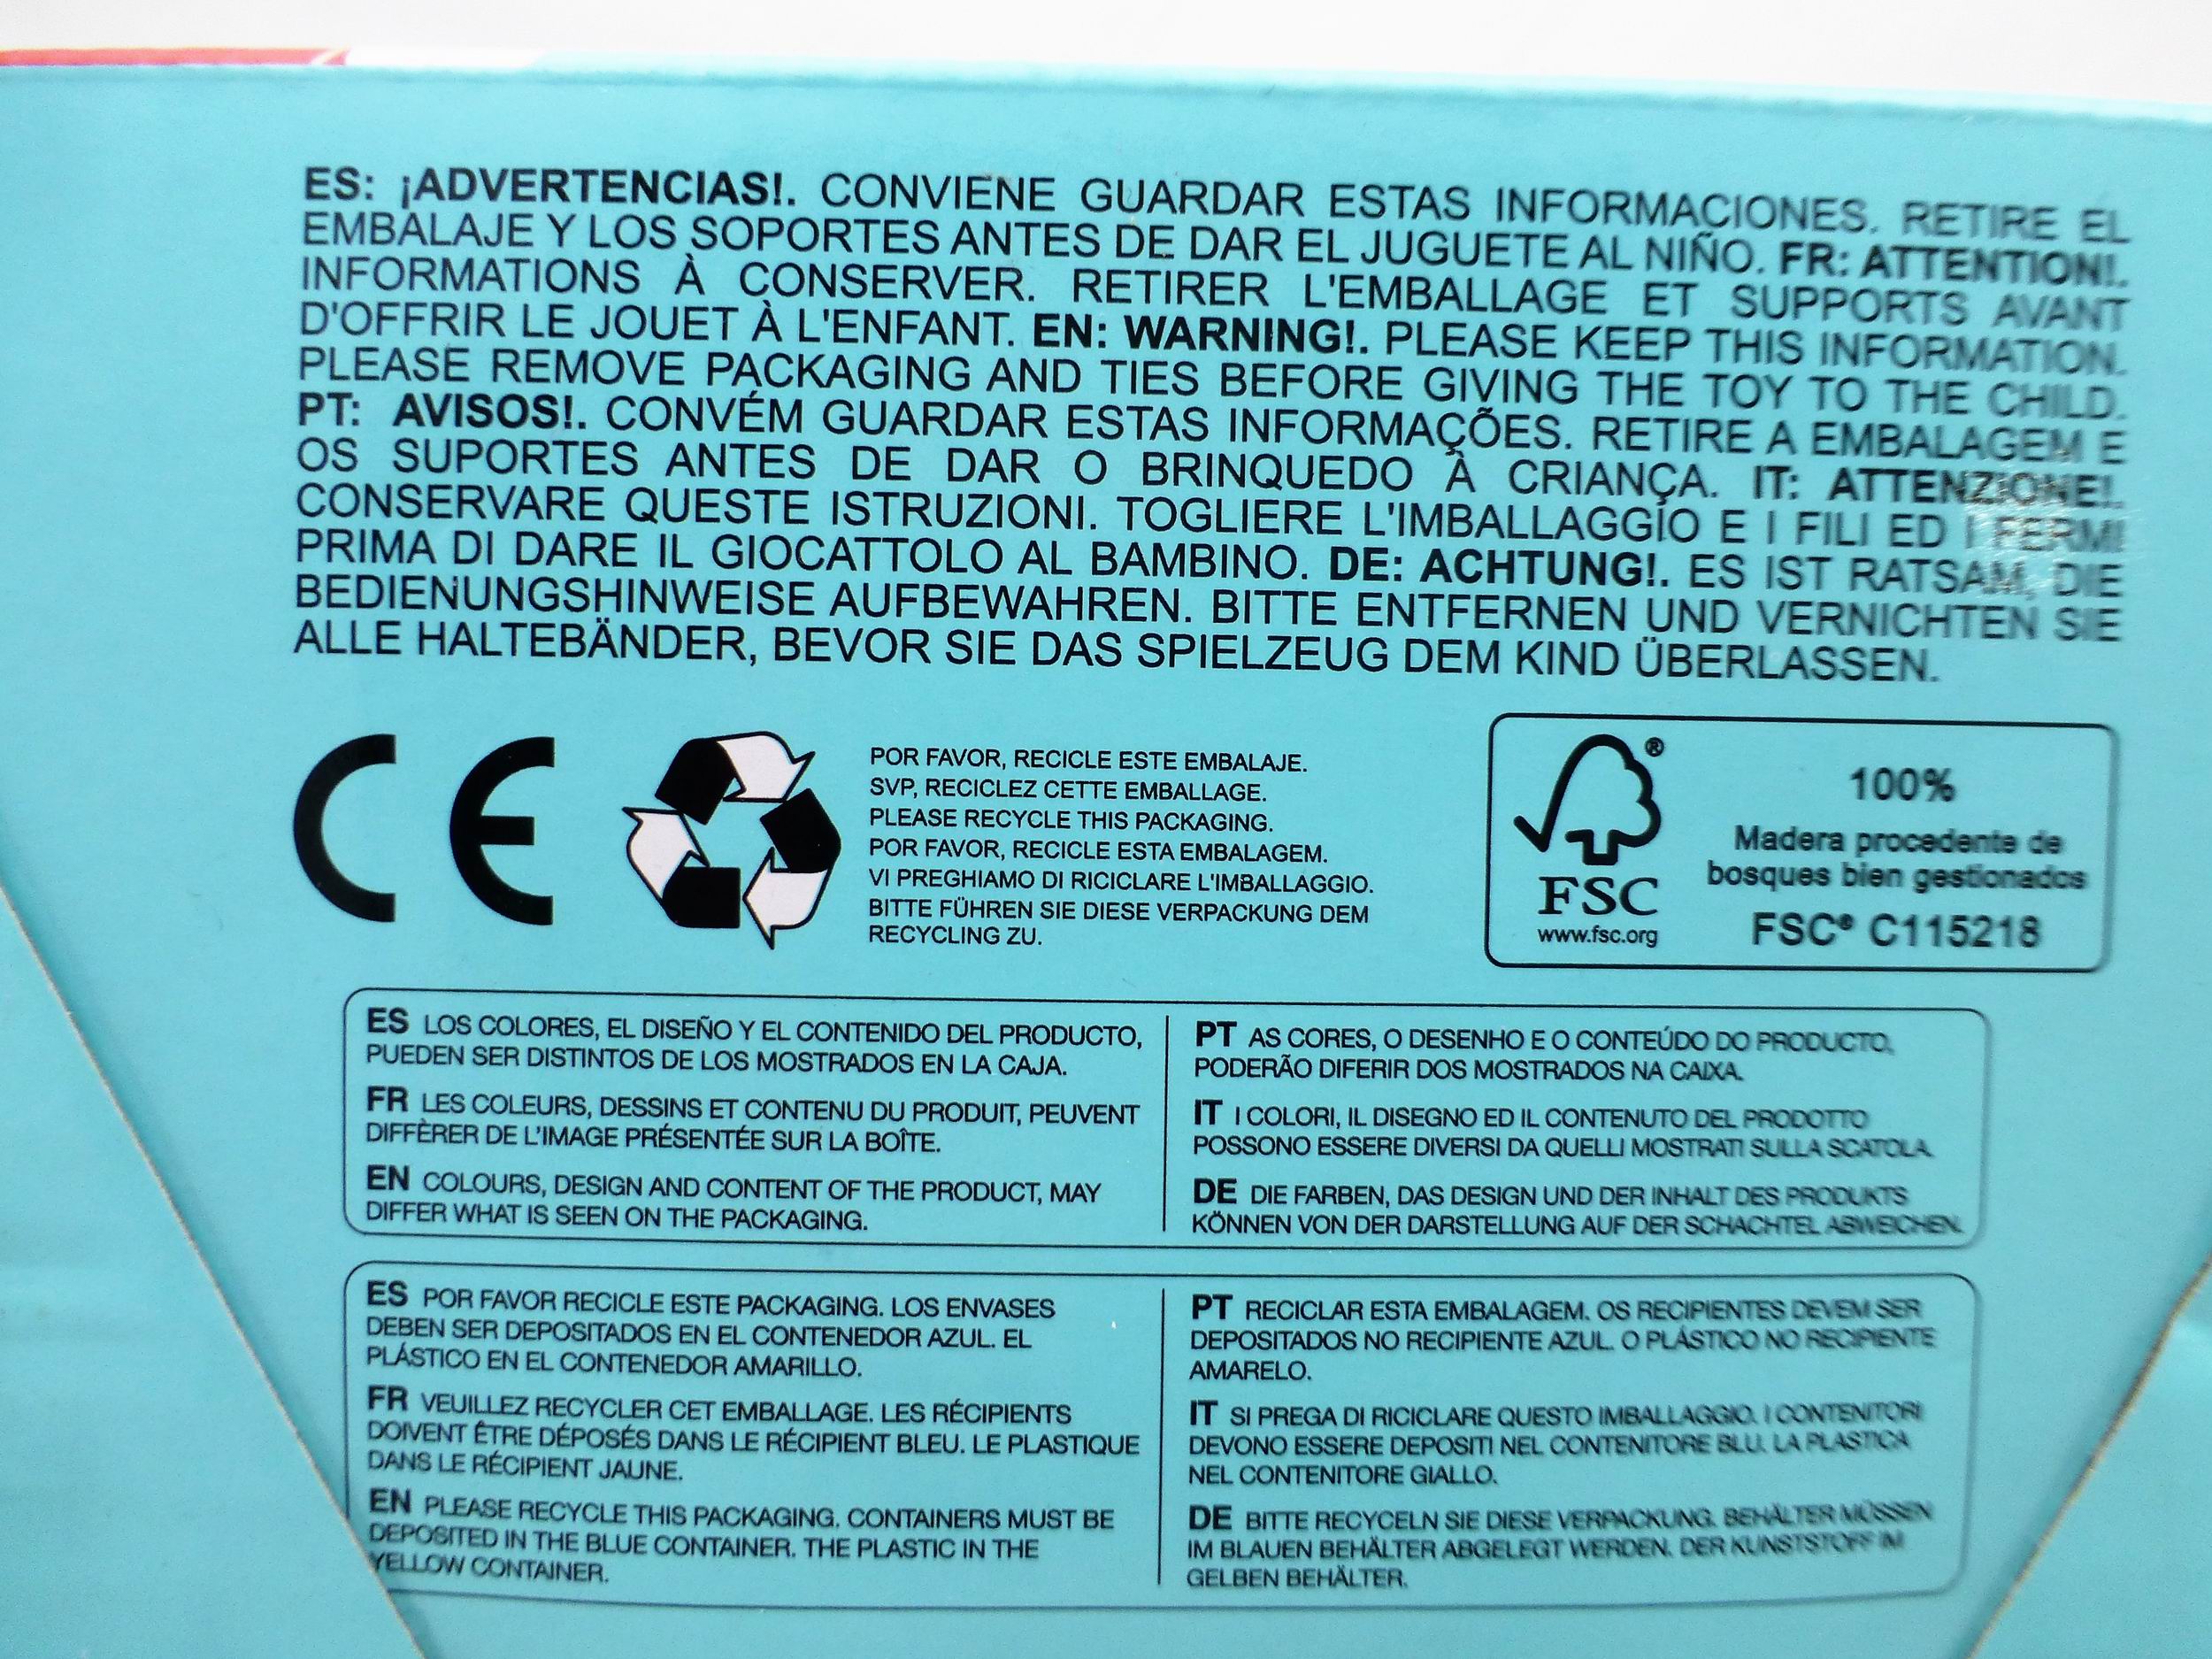 ES: ¡ADVERTENCIAS!. CONVIENE GUARDAR ESTAS INFORMACIONES. RETIRE EL
EMBALAJE Y LOS SOPORTES ANTES DE DAR EL JUGUETE AL NIÑO. FR: ATTENTION!.
INFORMATIONS À CONSERVER. RETIRER L'EMBALLAGE ET SUPPORTS AVANT
D'OFFRIR LE JOUET À L'ENFANT. EN: WARNING!. PLEASE KEEP THIS INFORMATION.
PLEASE REMOVE PACKAGING AND TIES BEFORE GIVING THE TOY TO THE CHILD.
PT: AVISOS!. CONVÉM GUARDAR ESTAS INFORMAÇÕES. RETIRE A EMBALAGEM E
OS SUPORTES ANTES DE DAR O BRINQUEDO À CRIANÇA. IT: ATTENZIONE!.
CONSERVARE QUESTE ISTRUZIONI. TOGLIERE L'IMBALLAGGIO E I FILI ED I FERMI
PRIMA DI DARE IL GIOCATTOLO AL BAMBINO. DE: ACHTUNG!. ES IST RATSAM, DIE
BEDIENUNGSHINWEISE AUFBEWAHREN. BITTE ENTFERNEN UND VERNICHTEN SIE
ALLE HALTEBÄNDER, BEVOR SIE DAS SPIELZEUG DEM KIND ÜBERLASSEN.
CE
POR FAVOR, RECICLE ESTE EMBALAJE.
SVP, RECICLEZ CETTE EMBALLAGE.
PLEASE RECYCLE THIS PACKAGING.
POR FAVOR, RECICLE ESTA EMBALAGEM.
VI PREGHIAMO DI RICICLARE L'IMBALLAGGIO.
BITTE FÜHREN SIE DIESE VERPACKUNG DEM
RECYCLING ZU.
®
FSC
www.fsc.org
100%
Madera procedente de
bosques bien gestionados
FSC® C115218
ES LOS COLORES, EL DISEÑO Y EL CONTENIDO DEL PRODUCTO,
PUEDEN SER DISTINTOS DE LOS MOSTRADOS EN LA CAJA.
FR LES COLEURS, DESSINS ET CONTENU DU PRODUIT, PEUVENT
DIFFÈRER DE L'IMAGE PRÉSENTÉE SUR LA BOÎTE.
EN COLOURS, DESIGN AND CONTENT OF THE PRODUCT, MAY
DIFFER WHAT IS SEEN ON THE PACKAGING.
PT AS CORES, O DESENHO E O CONTEÚDO DO PRODUCTO,
PODERÃO DIFERIR DOS MOSTRADOS NA CAIXA.
IT I COLORI, IL DISEGNO ED IL CONTENUTO DEL PRODOTTO
POSSONO ESSERE DIVERSI DA QUELLI MOSTRATI SULLA SCATOLA.
DE DIE FARBEN, DAS DESIGN UND DER INHALT DES PRODUKTS
KÖNNEN VON DER DARSTELLUNG AUF DER SCHACHTEL ABWEICHEN.
ES POR FAVOR RECICLE ESTE PACKAGING. LOS ENVASES
DEBEN SER DEPOSITADOS EN EL CONTENEDOR AZUL. EL
PLÁSTICO EN EL CONTENEDOR AMARILLO.
FR VEUILLEZ RECYCLER CET EMBALLAGE. LES RÉCIPIENTS
DOIVENT ÊTRE DÉPOSÉS DANS LE RÉCIPIENT BLEU. LE PLASTIQUE
DANS LE RÉCIPIENT JAUNE.
EN PLEASE RECYCLE THIS PACKAGING. CONTAINERS MUST BE
DEPOSITED IN THE BLUE CONTAINER. THE PLASTIC IN THE
YELLOW CONTAINER.
PT RECICLAR ESTA EMBALAGEM. OS RECIPIENTES DEVEM SER
DEPOSITADOS NO RECIPIENTE AZUL. O PLÁSTICO NO RECIPIENTE
AMARELO.
IT SI PREGA DI RICICLARE QUESTO IMBALLAGGIO. I CONTENITORI
DEVONO ESSERE DEPOSITI NEL CONTENITORE BLU. LA PLASTICA
NEL CONTENITORE GIALLO.
DE BITTE RECYCELN SIE DIESE VERPACKUNG. BEHÄLTER MÜSSEN
IM BLAUEN BEHÄLTER ABGELEGT WERDEN. DER KUNSTSTOFF IM
GELBEN BEHÄLTER.